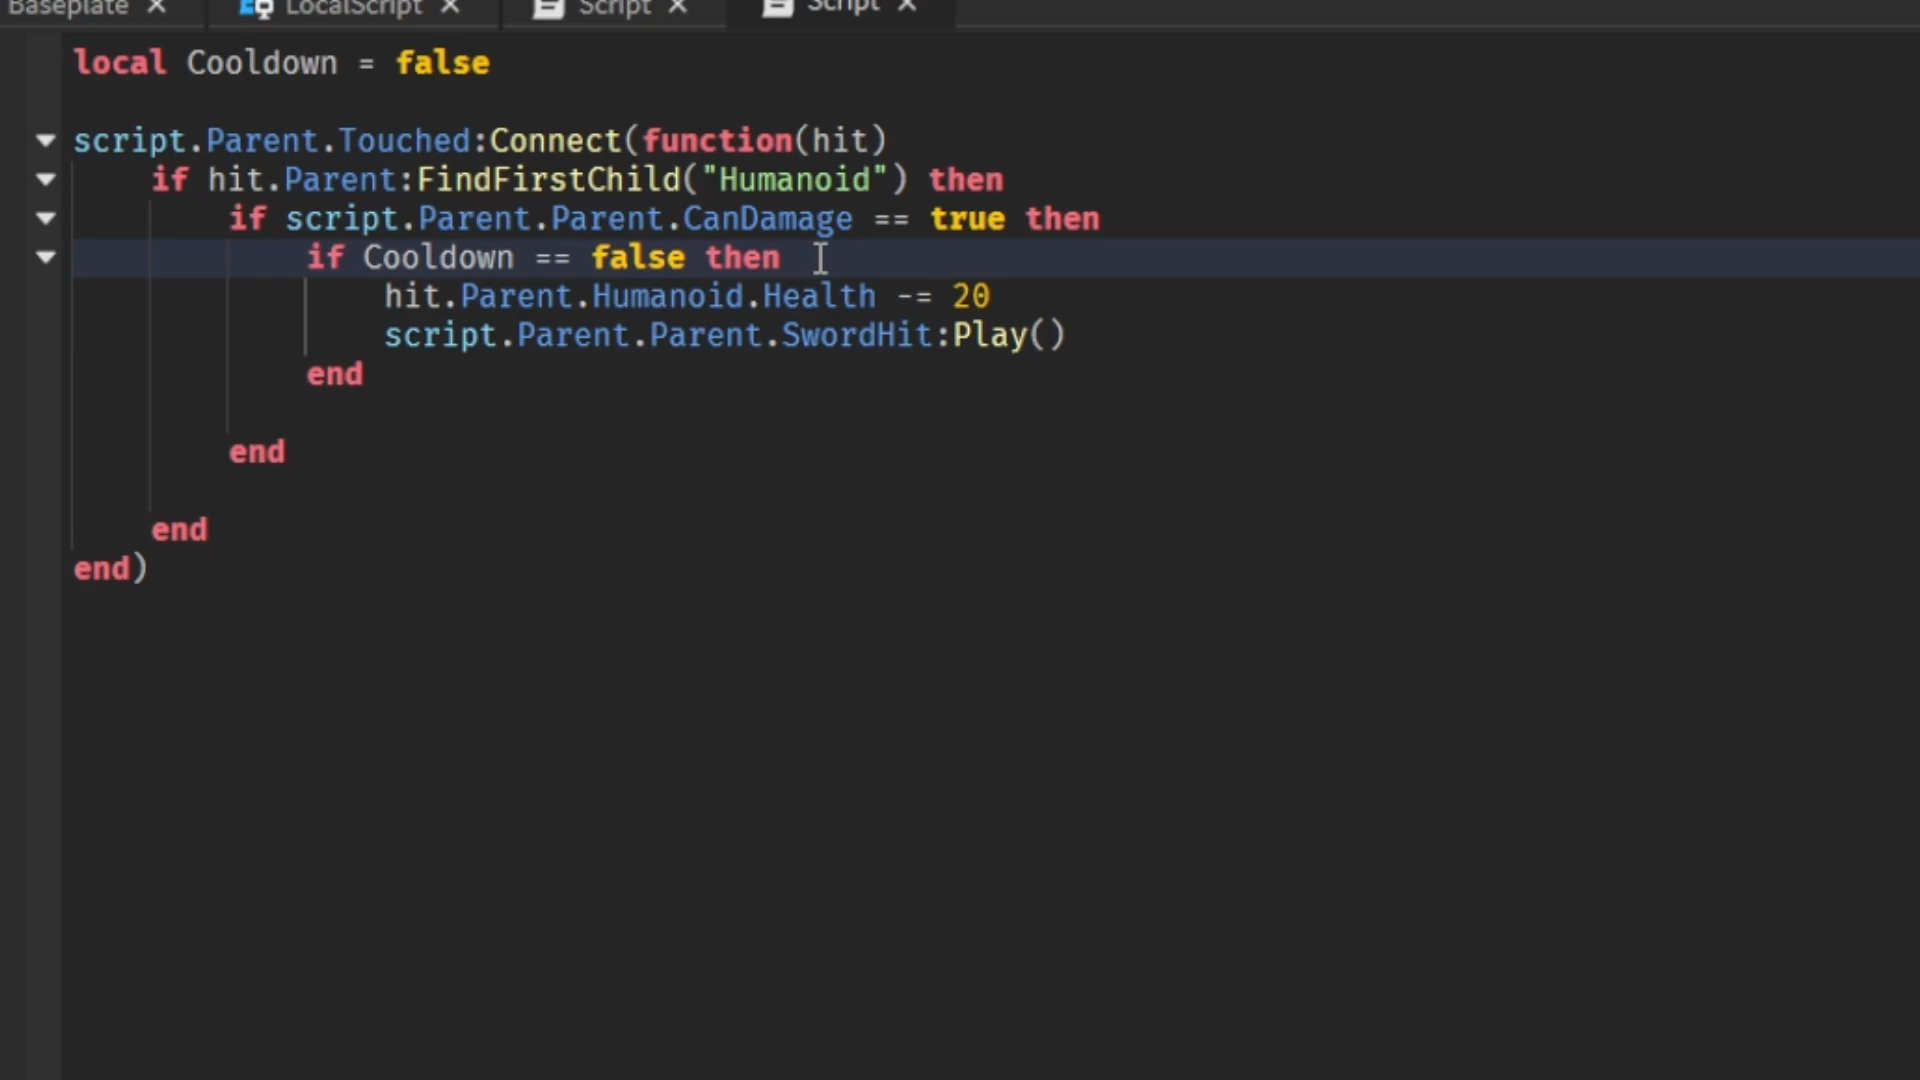 Baseplate × LocalScript × Script × Script ×
local Cooldown = false
script.Parent.Touched:Connect(function(hit)
if hit.Parent:FindFirstChild("Humanoid") then
if script.Parent.Parent.CanDamage == true then
if Cooldown == false then
hit.Parent.Humanoid.Health -= 20
script.Parent.Parent.SwordHit:Play()
end
end
end
end)